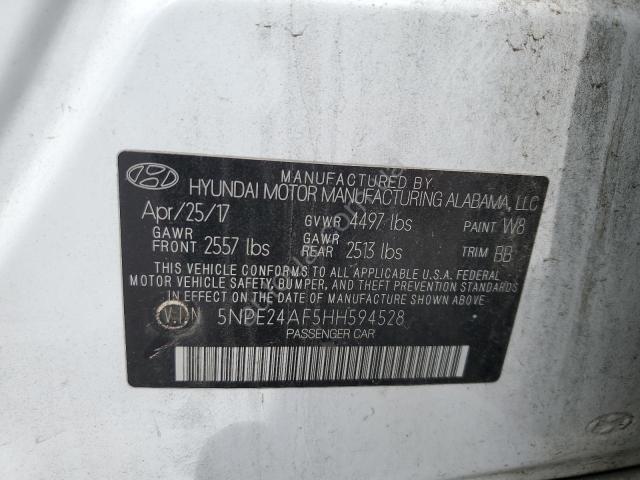 MANUFACTURED BY
HYUNDAI MOTOR MANUFACTURING ALABAMA, LLC
Apr/25/17 GVWR 4497 lbs PAINT W8
GAWR FRONT 2557 lbs GAWR REAR 2513 lbs TRIM BB
THIS VEHICLE CONFORMS TO ALL APPLICABLE U.S.A. FEDERAL
MOTOR VEHICLE SAFETY, BUMPER, AND THEFT PREVENTION
STANDARDS IN EFFECT ON THE DATE OF MANUFACTURE SHOWN ABOVE.
V.I.N 5NPE24AF5HH594528
PASSENGER CAR